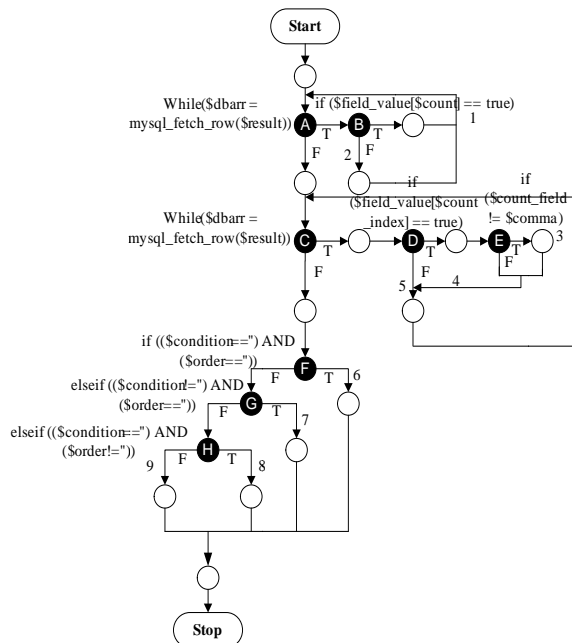 Start
While($dbarr =
mysql_fetch_row($result))
if ($field_value[$count] == true)
A
T
B
T
1
F
2
F
if
($field_value[$count
_index] == true)
if
($count_field
!= $comma)
While($dbarr =
mysql_fetch_row($result))
C
T
D
T
E
T
3
F
F
F
5
4
if (($condition=='') AND
($order==''))
F
F
T
6
elseif (($condition!='') AND
($order==''))
G
F
T
7
elseif (($condition=='') AND
($order!=''))
H
9
F
T
8
Stop